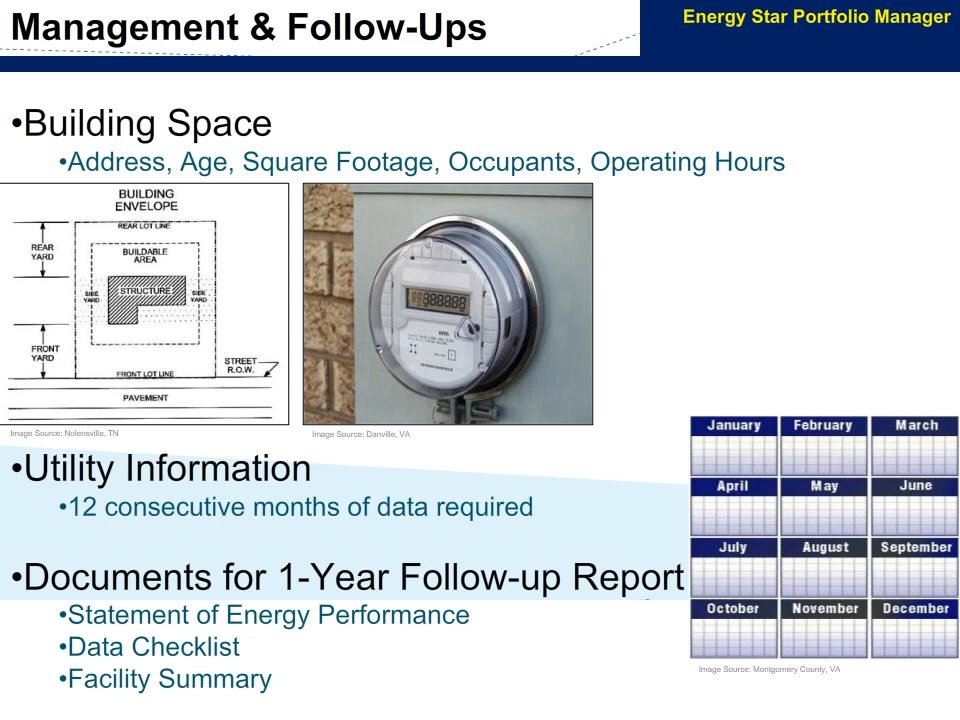 Management & Follow-Ups
Energy Star Portfolio Manager
•Building Space
•Address, Age, Square Footage, Occupants, Operating Hours
BUILDING
ENVELOPE
REAR LOT LINE
REAR
YARD
BUILDABLE
AREA
SIDE
YARD
STRUCTURE
SIDE
YARD
FRONT
YARD
STREET
R.O.W.
FRONT LOT LINE
PAVEMENT
kWh
Image Source: Nolensville, TN
Image Source: Danville, VA
•Utility Information
•12 consecutive months of data required
•Documents for 1-Year Follow-up Report
•Statement of Energy Performance
•Data Checklist
•Facility Summary
January February March
April May June
July August September
October November December
Image Source: Montgomery County, VA